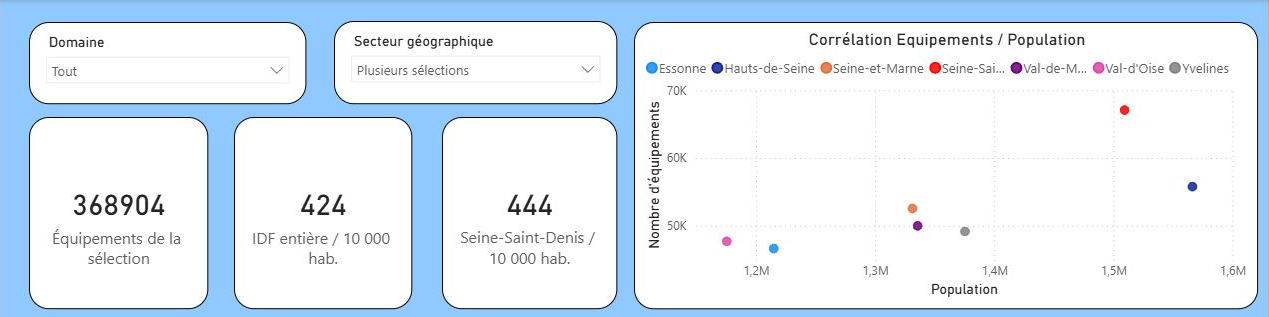 Domaine
Tout
Secteur géographique
Plusieurs sélections
368904
Équipements de la
sélection
424
IDF entière / 10 000
hab.
444
Seine-Saint-Denis /
10 000 hab.
Corrélation Equipements / Population
Essonne Hauts-de-Seine Seine-et-Marne Seine-Sai... Val-de-M... Val-d'Oise Yvelines
Nombre d'équipements
70K
60K
50K
1,2M 1,3M 1,4M 1,5M 1,6M
Population